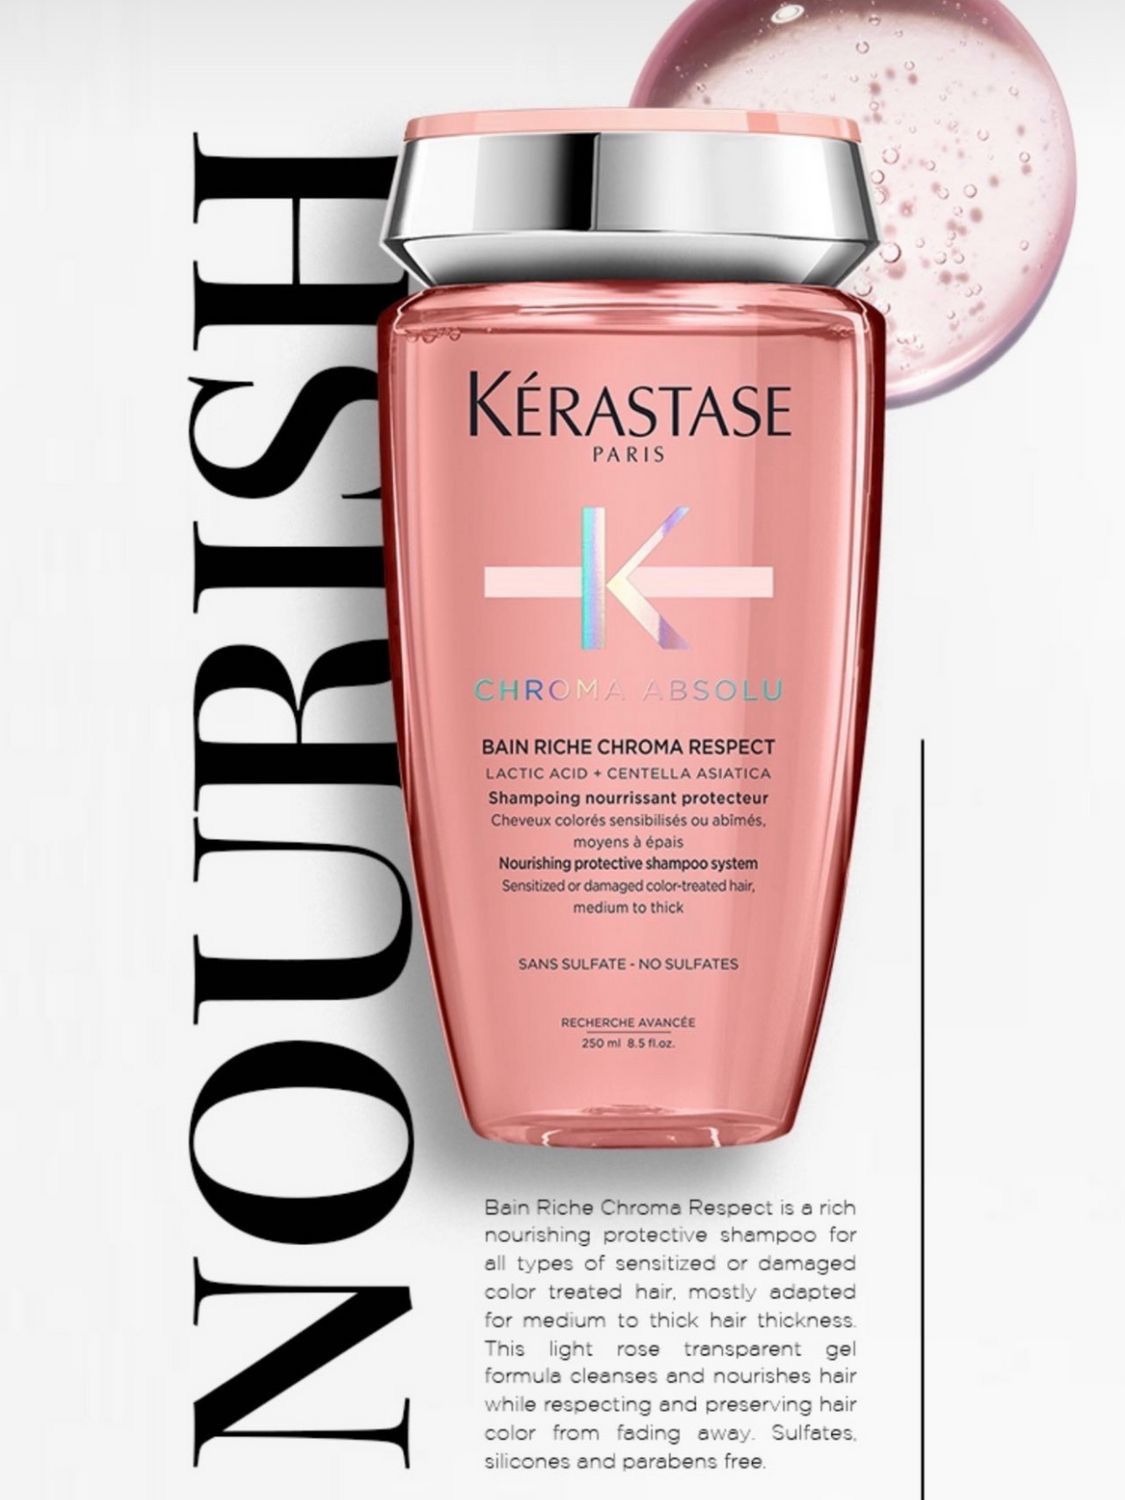 NOURISH
KÉRASTASE
PARIS
K
CHROMA ABSOLU
BAIN RICHE CHROMA RESPECT
LACTIC ACID + CENTELLA ASIATICA
Shampoing nourrissant protecteur
Cheveux colorés sensibilisés ou abîmés,
moyens à épais
Nourishing protective shampoo system
Sensitized or damaged color-treated hair,
medium to thick
SANS SULFATE - NO SULFATES
RECHERCHE AVANCÉE
250 ml 8.5 fl.oz.
Bain Riche Chroma Respect is a rich
nourishing protective shampoo for
all types of sensitized or damaged
color treated hair, mostly adapted
for medium to thick hair thickness.
This light rose transparent gel
formula cleanses and nourishes hair
while respecting and preserving hair
color from fading away. Sulfates,
silicones and parabens free.